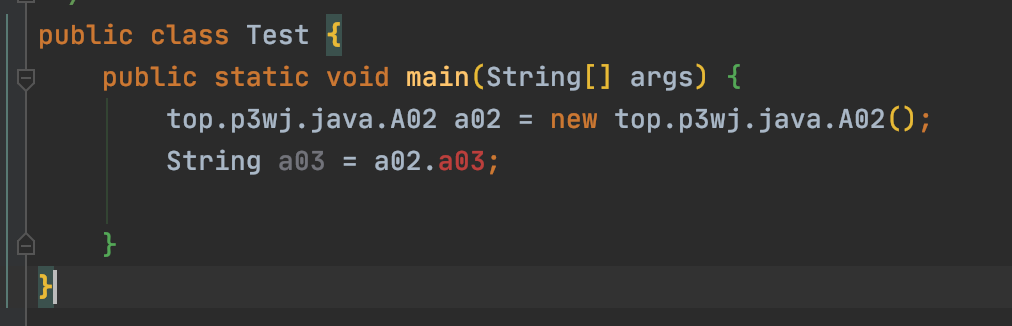 public class Test {
public static void main(String[] args) {
top.p3wj.java.A02 a02 = new top.p3wj.java.A02();
String a03 = a02.a03;
}
}